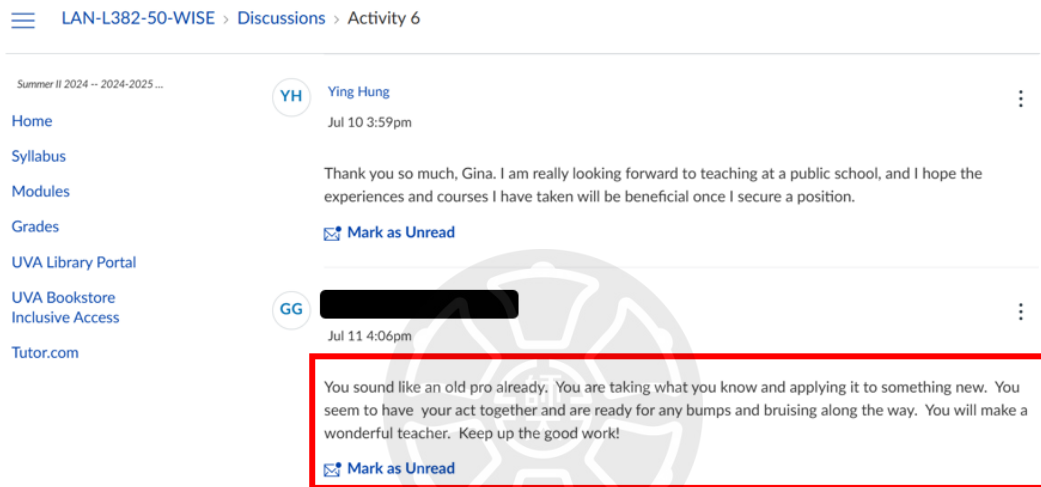 LAN-L382-50-WISE › Discussions › Activity 6
Summer II 2024 -- 2024-2025 ...
Home
Syllabus
Modules
Grades
UVA Library Portal
UVA Bookstore
Inclusive Access
Tutor.com
YH
Ying Hung
Jul 10 3:59pm
Thank you so much, Gina. I am really looking forward to teaching at a public school, and I hope the
experiences and courses I have taken will be beneficial once I secure a position.
Mark as Unread
GG
Jul 11 4:06pm
You sound like an old pro already. You are taking what you know and applying it to something new. You
seem to have your act together and are ready for any bumps and bruising along the way. You will make a
wonderful teacher. Keep up the good work!
Mark as Unread
師